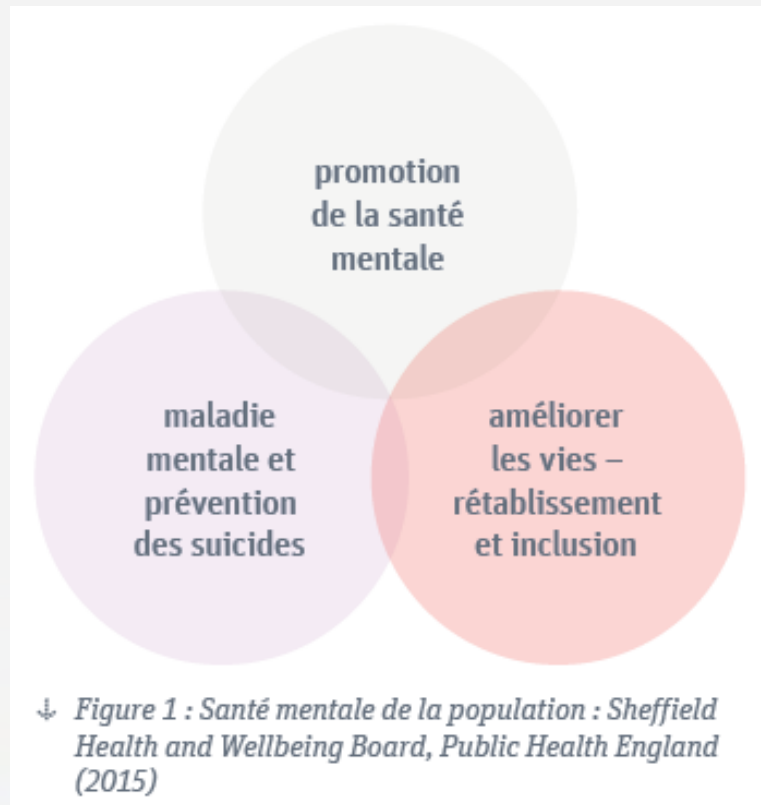 promotion
de la santé
mentale
maladie
mentale et
prévention
des suicides
améliorer
les vies –
rétablissement
et inclusion
Figure 1 : Santé mentale de la population : Sheffield
Health and Wellbeing Board, Public Health England
(2015)